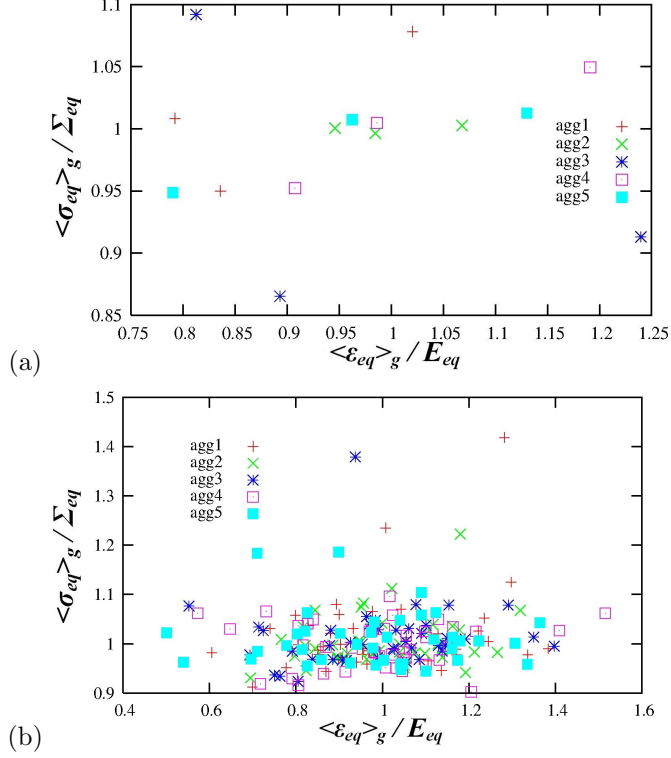 1.1
1.05
1
0.95
0.9
0.85
<σeq>g / Σeq
agg1
agg2
agg3
agg4
agg5
0.75 0.8 0.85 0.9 0.95 1 1.05 1.1 1.15 1.2 1.25
(a) <εeq>g / Eeq
1.5
1.4
1.3
1.2
1.1
1
0.9
<σeq>g / Σeq
agg1
agg2
agg3
agg4
agg5
0.4 0.6 0.8 1 1.2 1.4 1.6
(b) <εeq>g / Eeq